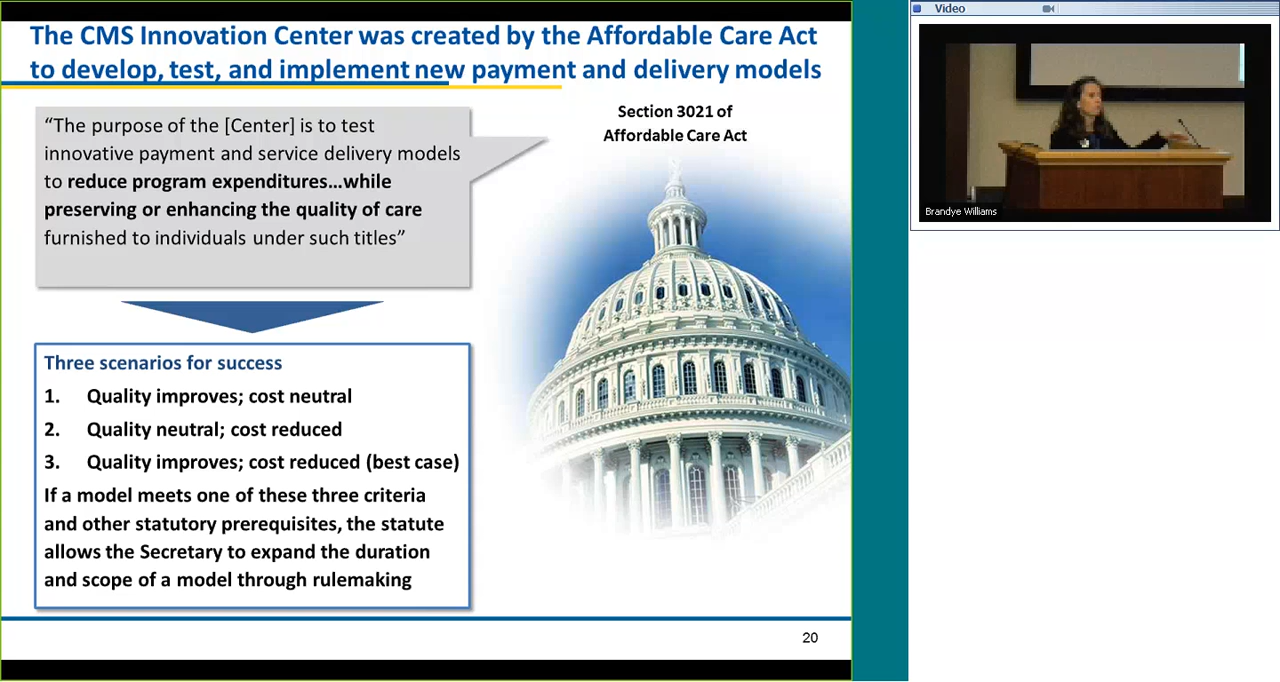 The CMS Innovation Center was created by the Affordable Care Act
to develop, test, and implement new payment and delivery models
“The purpose of the [Center] is to test
innovative payment and service delivery models
to reduce program expenditures…while
preserving or enhancing the quality of care
furnished to individuals under such titles”
Section 3021 of
Affordable Care Act
Three scenarios for success
1. Quality improves; cost neutral
2. Quality neutral; cost reduced
3. Quality improves; cost reduced (best case)
If a model meets one of these three criteria
and other statutory prerequisites, the statute
allows the Secretary to expand the duration
and scope of a model through rulemaking
20
Video
Brandye Williams